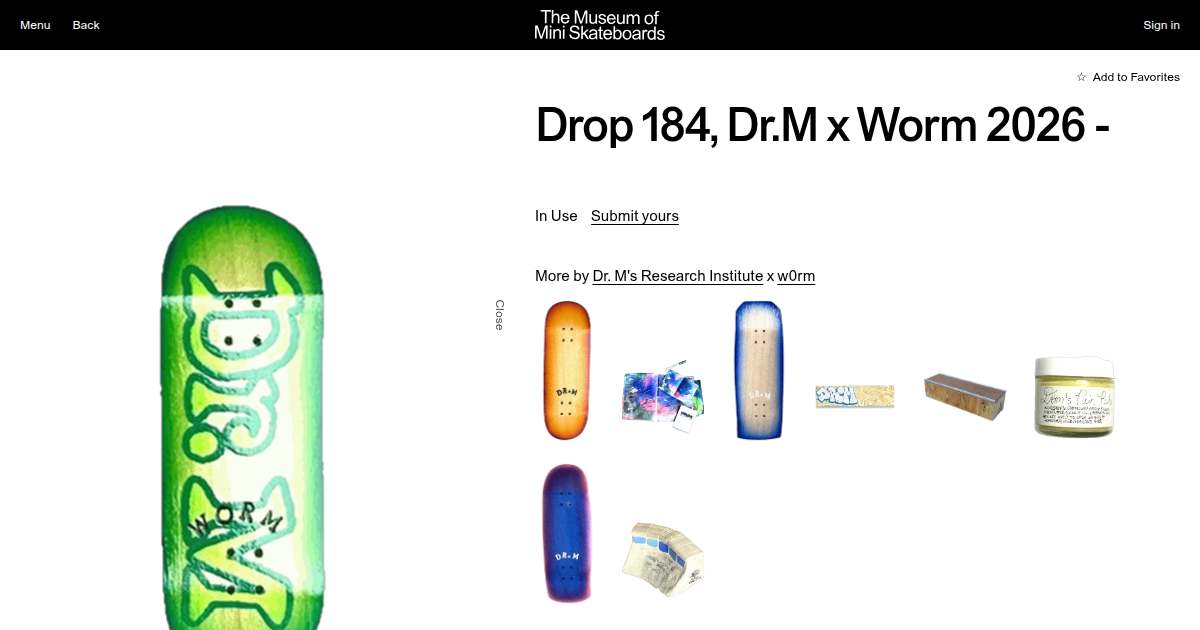 Menu
Back
The Museum of
Mini Skateboards
Sign in
☆ Add to Favorites
Drop 184, Dr.M x Worm 2026 -
In Use
Submit yours
More by Dr. M's Research Institute x w0rm
Close
Dr.
M
WORM
DR.M
DR.M